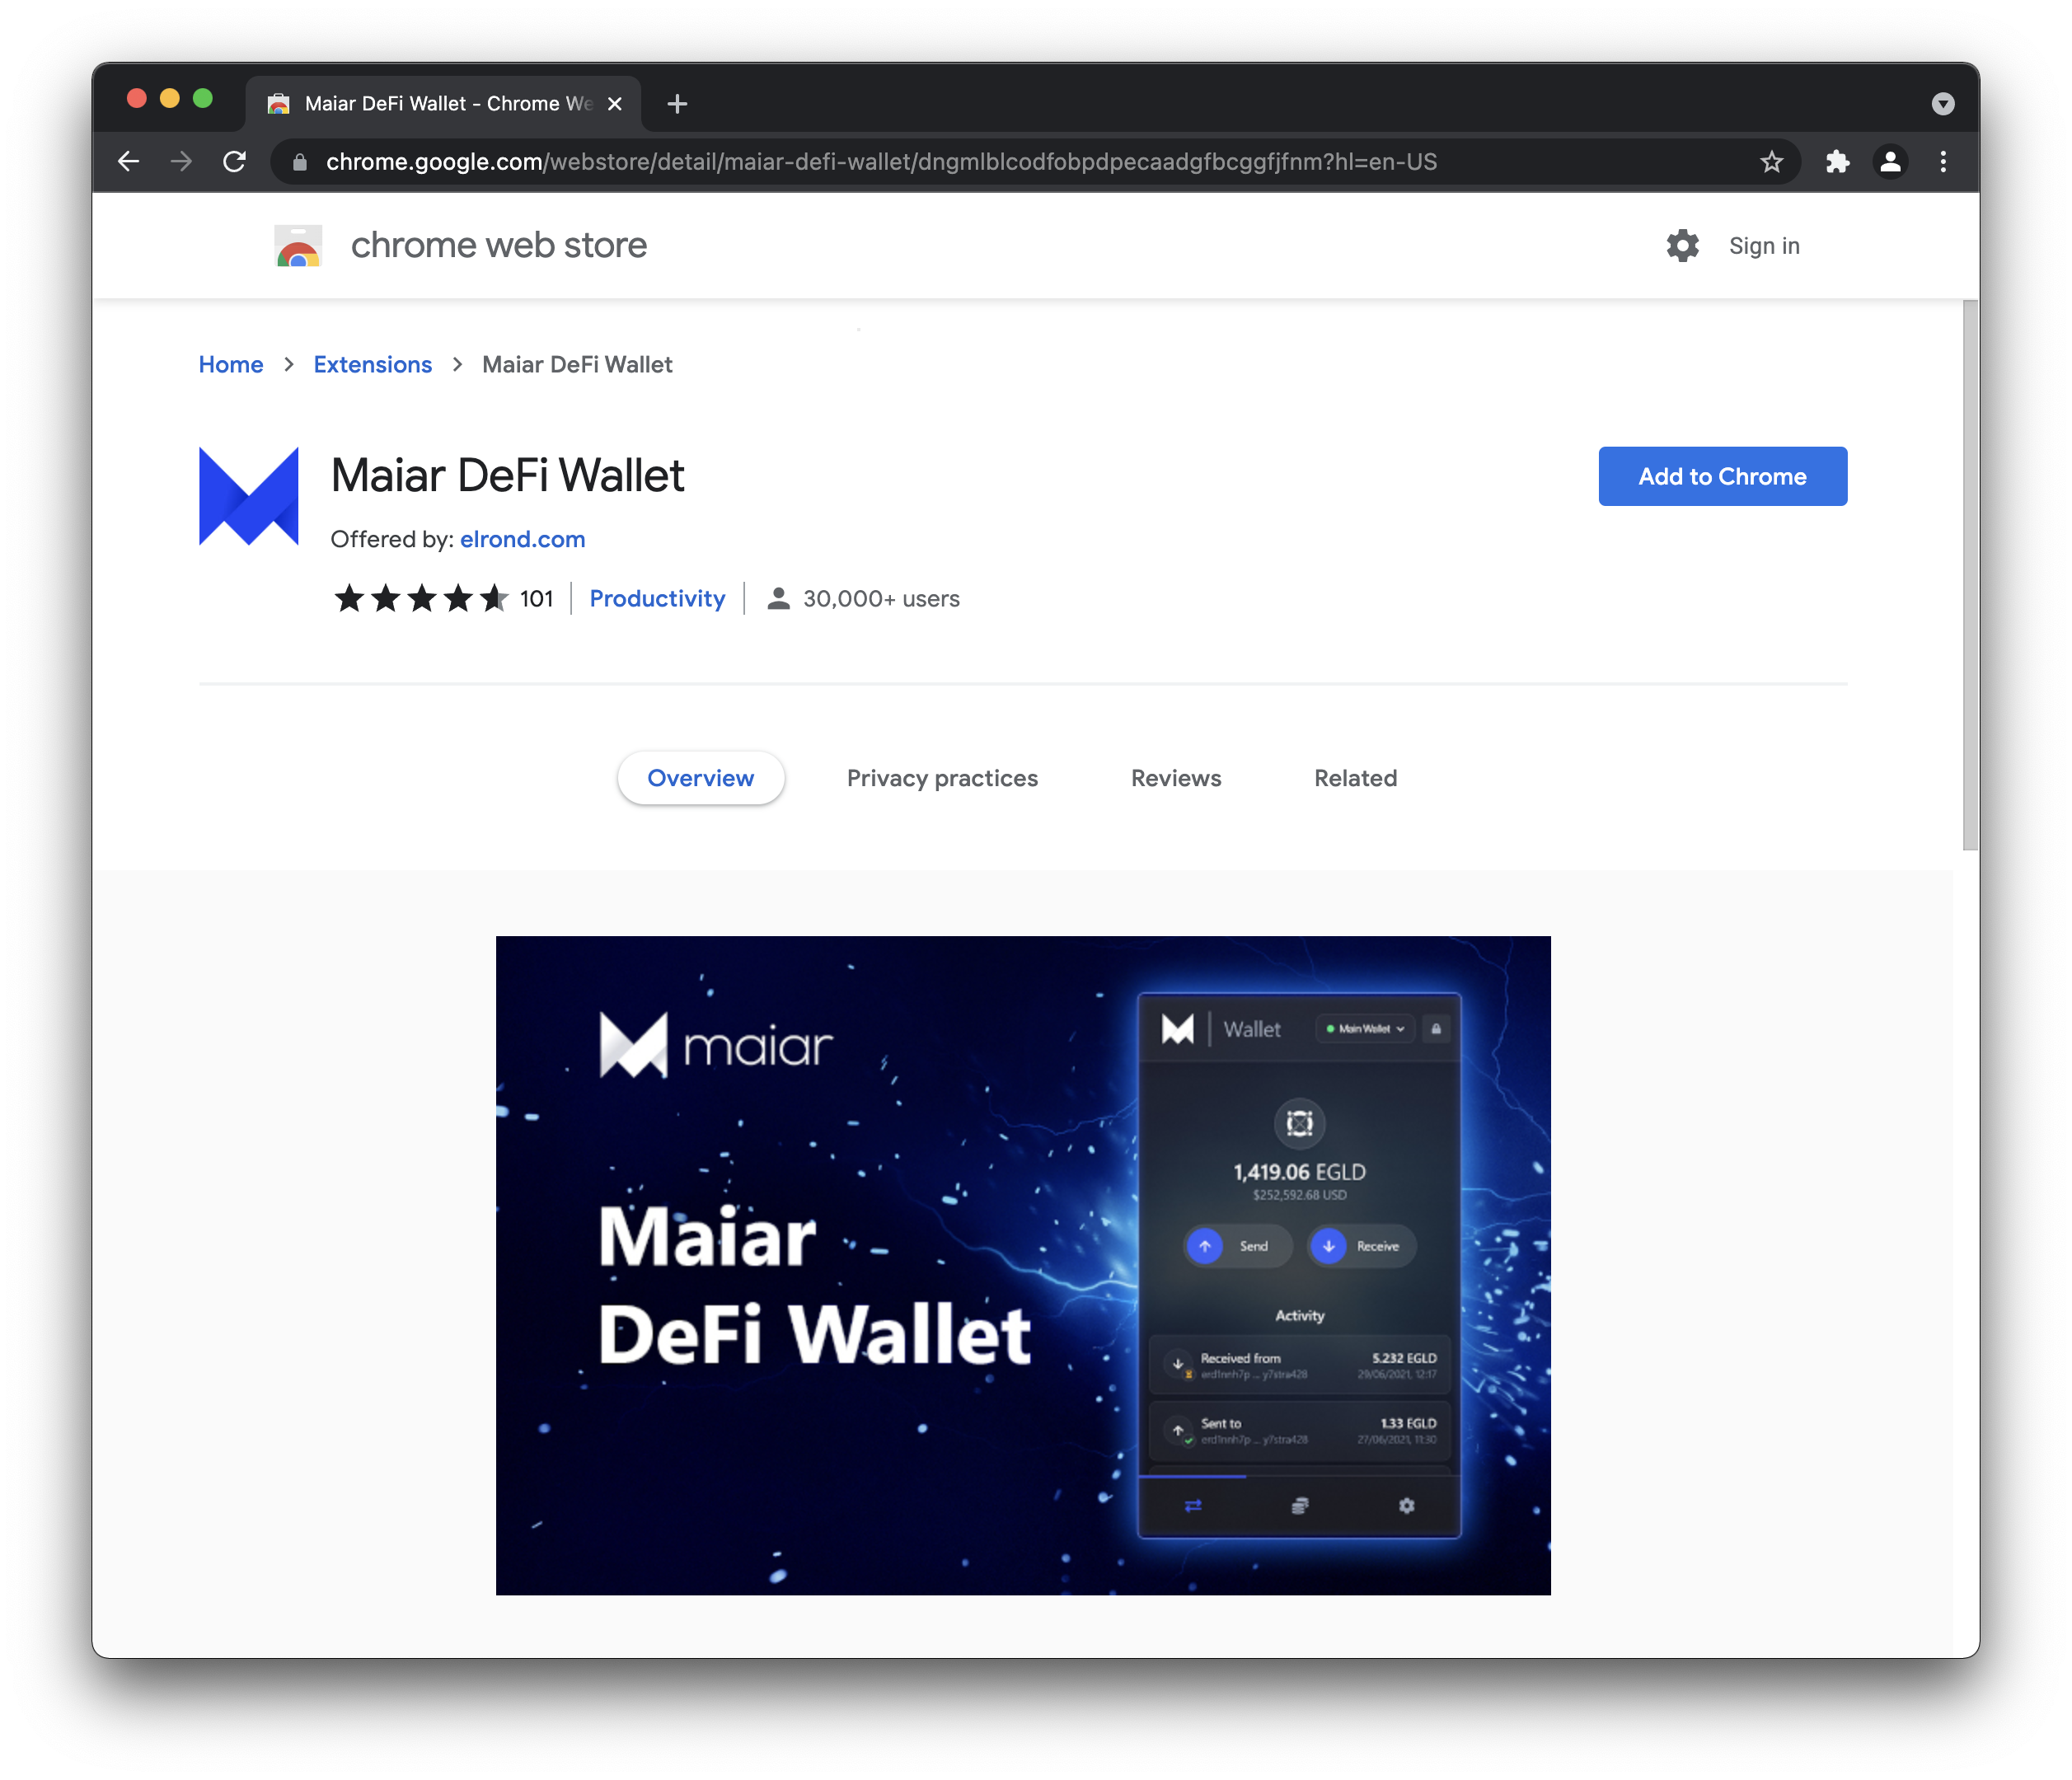 Maiar DeFi Wallet - Chrome We
chrome.google.com/webstore/detail/maiar-defi-wallet/dngmlblcodfobpdpecaadgfbcggfjfnm?hl=en-US
chrome web store
Sign in
Home > Extensions > Maiar DeFi Wallet
Maiar DeFi Wallet
Add to Chrome
Offered by: elrond.com
101 Productivity 30,000+ users
Overview Privacy practices Reviews Related
maiar
Wallet Main Wallet
1,419.06 EGLD
$252,592.68 USD
Maiar
Send Receive
DeFi Wallet
Activity
Received from 5.232 EGLD
erd1nnh7p ... y7stra428 29/06/2021, 12:17
Sent to 1.33 EGLD
erd1nnh7p ... y7stra428 27/06/2021, 11:30